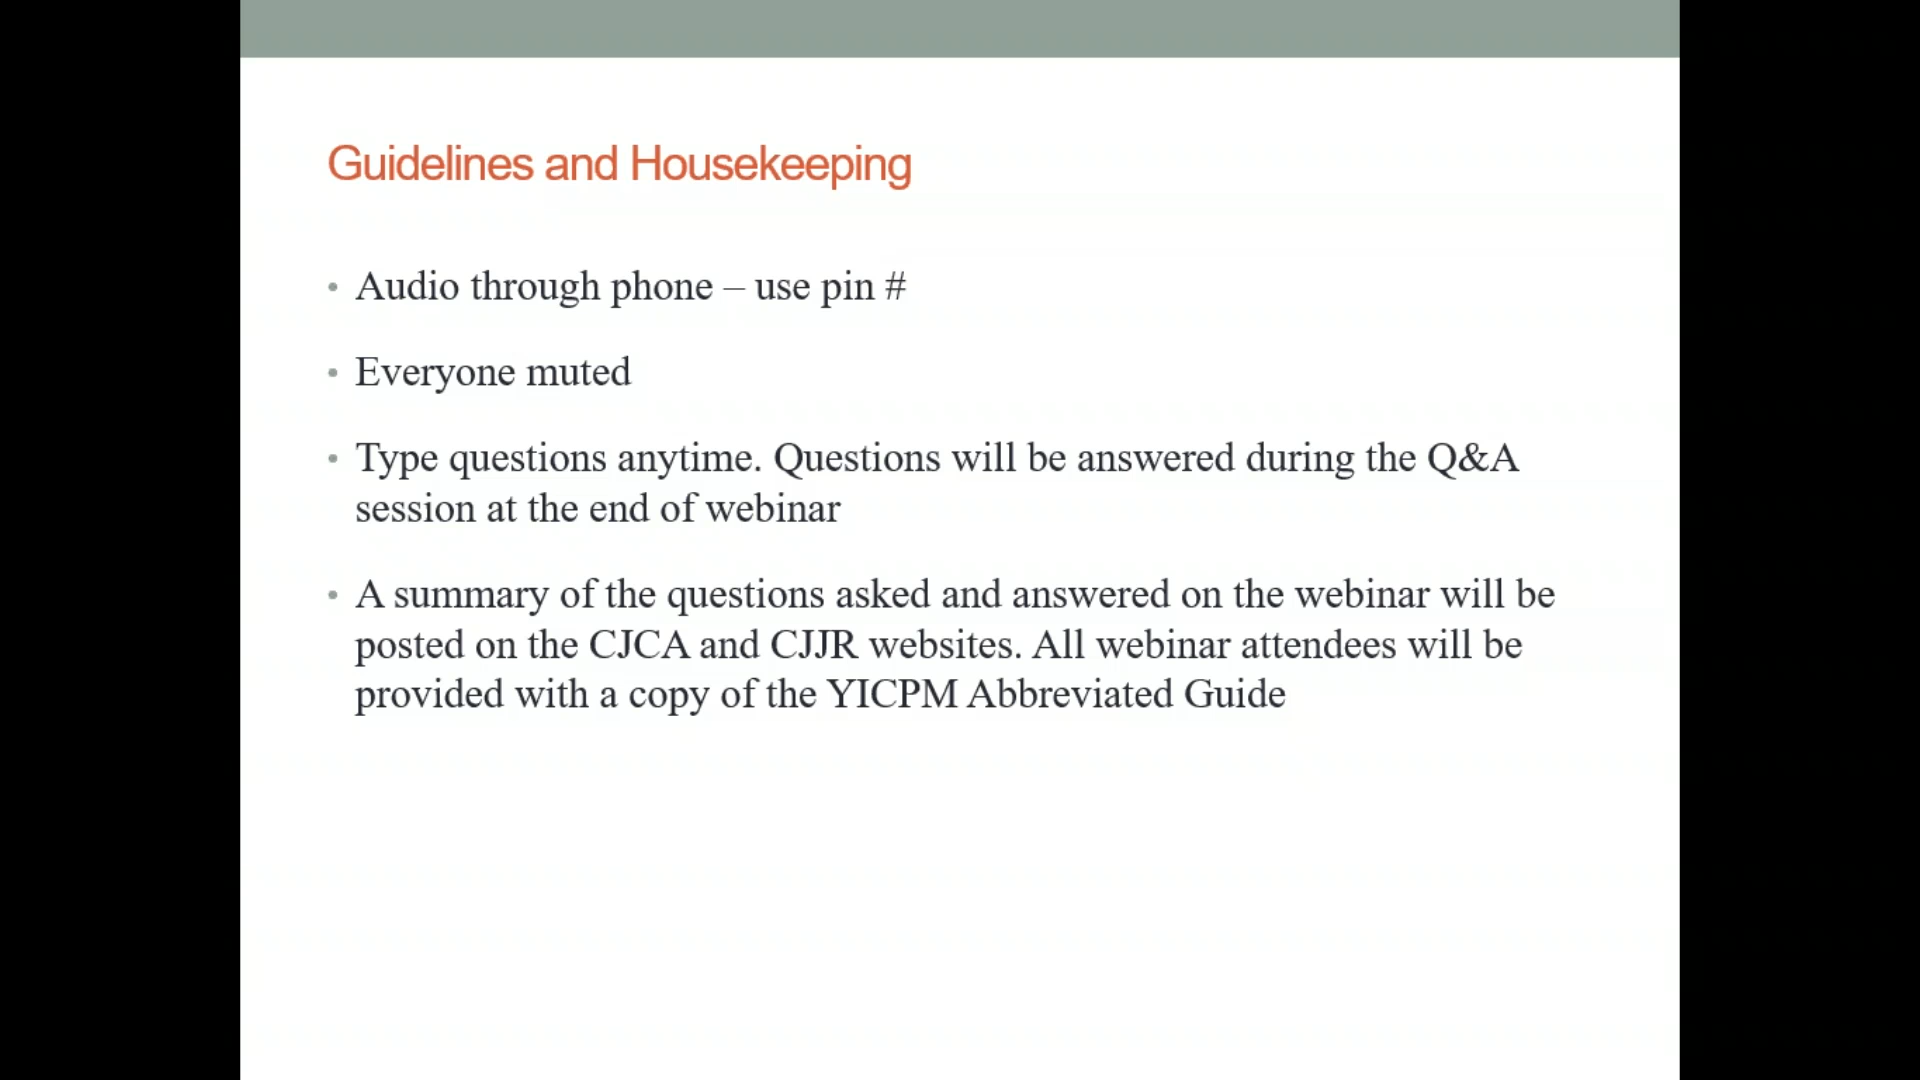 Guidelines and Housekeeping
• Audio through phone – use pin #
• Everyone muted
• Type questions anytime. Questions will be answered during the Q&A
session at the end of webinar
• A summary of the questions asked and answered on the webinar will be
posted on the CJCA and CJJR websites. All webinar attendees will be
provided with a copy of the YICPM Abbreviated Guide